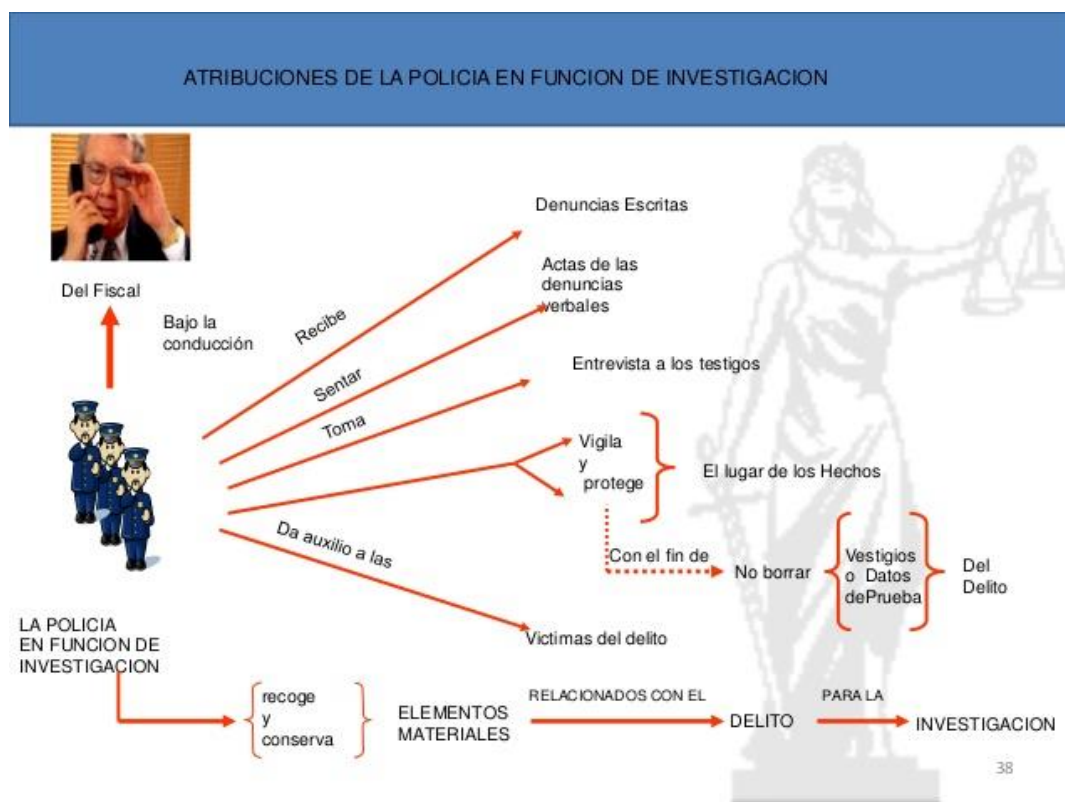 ATRIBUCIONES DE LA POLICIA EN FUNCION DE INVESTIGACION
Del Fiscal
Bajo la
conducción
Recibe
Denuncias Escritas
Sentar
Actas de las
denuncias
verbales
Toma
Entrevista a los testigos
Vigila
y
protege
El lugar de los Hechos
Con el fin de
No borrar
Vestigios
o Datos
dePrueba
Del
Delito
Da auxilio a las
Victimas del delito
LA POLICIA
EN FUNCION DE
INVESTIGACION
recoge
y
conserva
ELEMENTOS
MATERIALES
RELACIONADOS CON EL
DELITO
PARA LA
INVESTIGACION
38